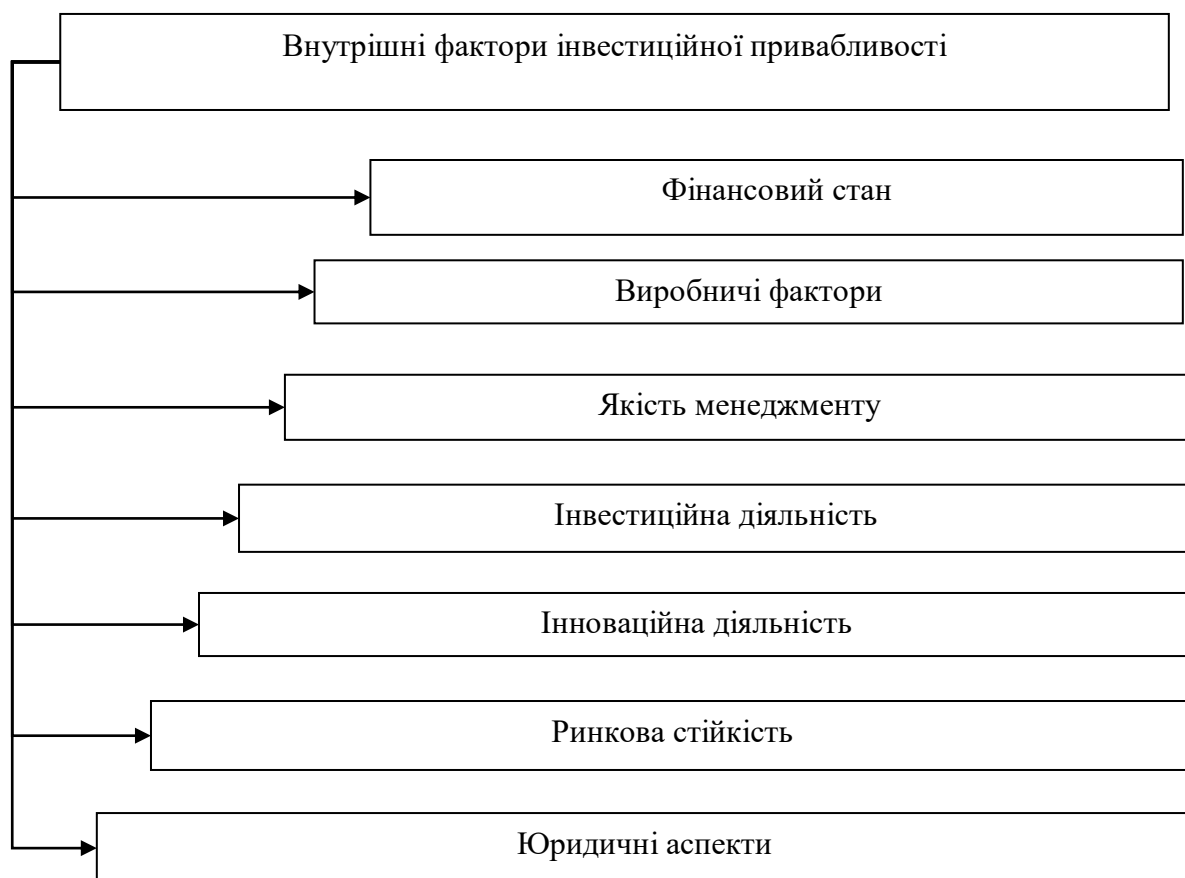 Внутрішні фактори інвестиційної привабливості
Фінансовий стан
Виробничі фактори
Якість менеджменту
Інвестиційна діяльність
Інноваційна діяльність
Ринкова стійкість
Юридичні аспекти